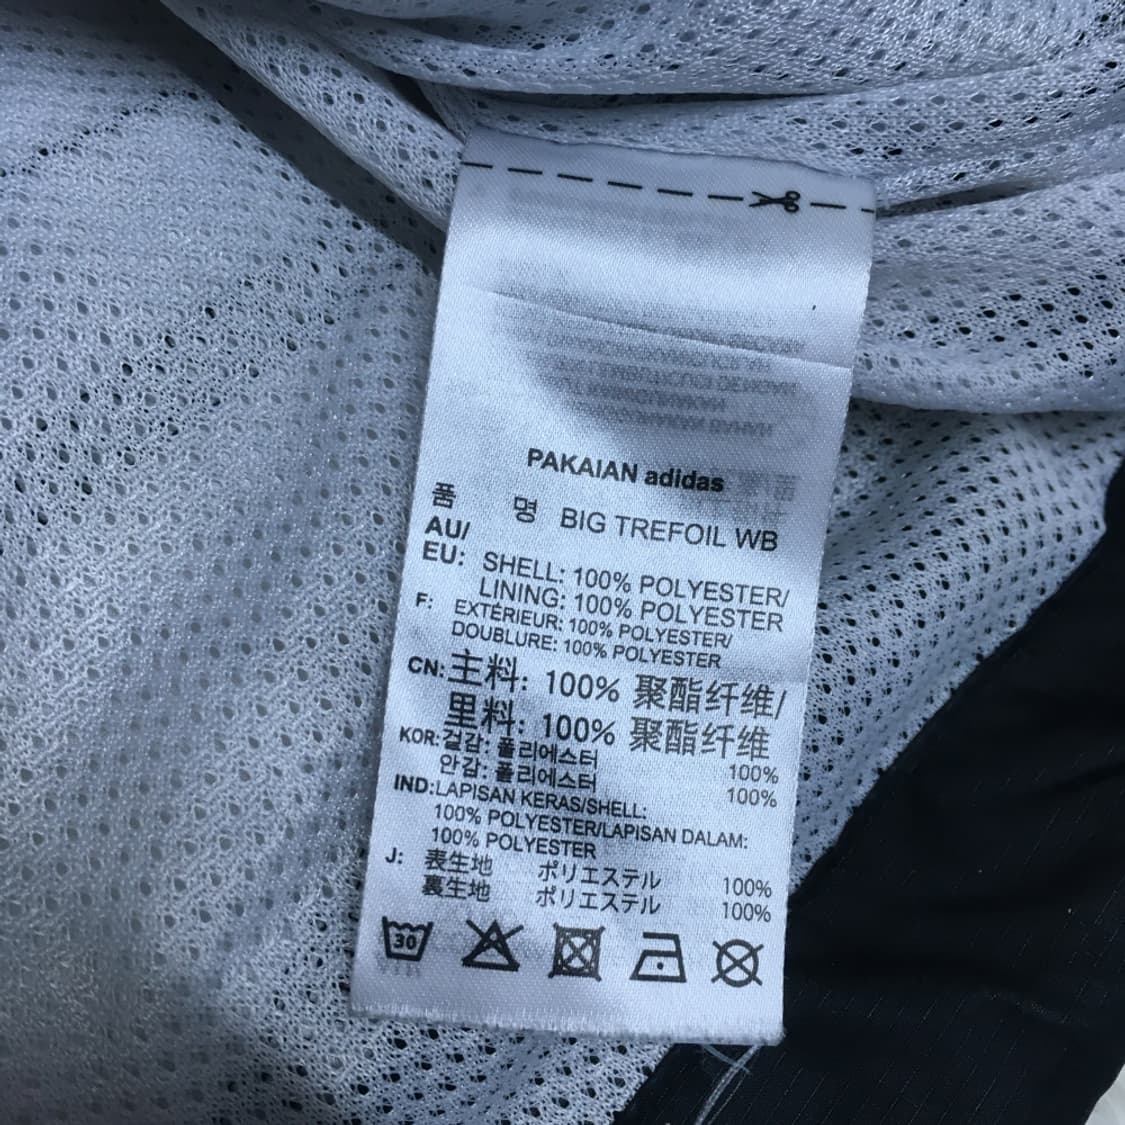 PAKAIAN adidas
품 명 BIG TREFOIL WB
AU/
EU: SHELL: 100% POLYESTER/
LINING: 100% POLYESTER
F: EXTÉRIEUR: 100% POLYESTER/
DOUBLURE: 100% POLYESTER
CN: 主料: 100% 聚酯纤维/
里料: 100% 聚酯纤维
KOR: 겉감: 폴리에스터 100%
안감: 폴리에스터 100%
IND: LAPISAN KERAS/SHELL:
100% POLYESTER/LAPISAN DALAM:
100% POLYESTER
J: 表生地 ポリエステル 100%
裏生地 ポリエステル 100%
30